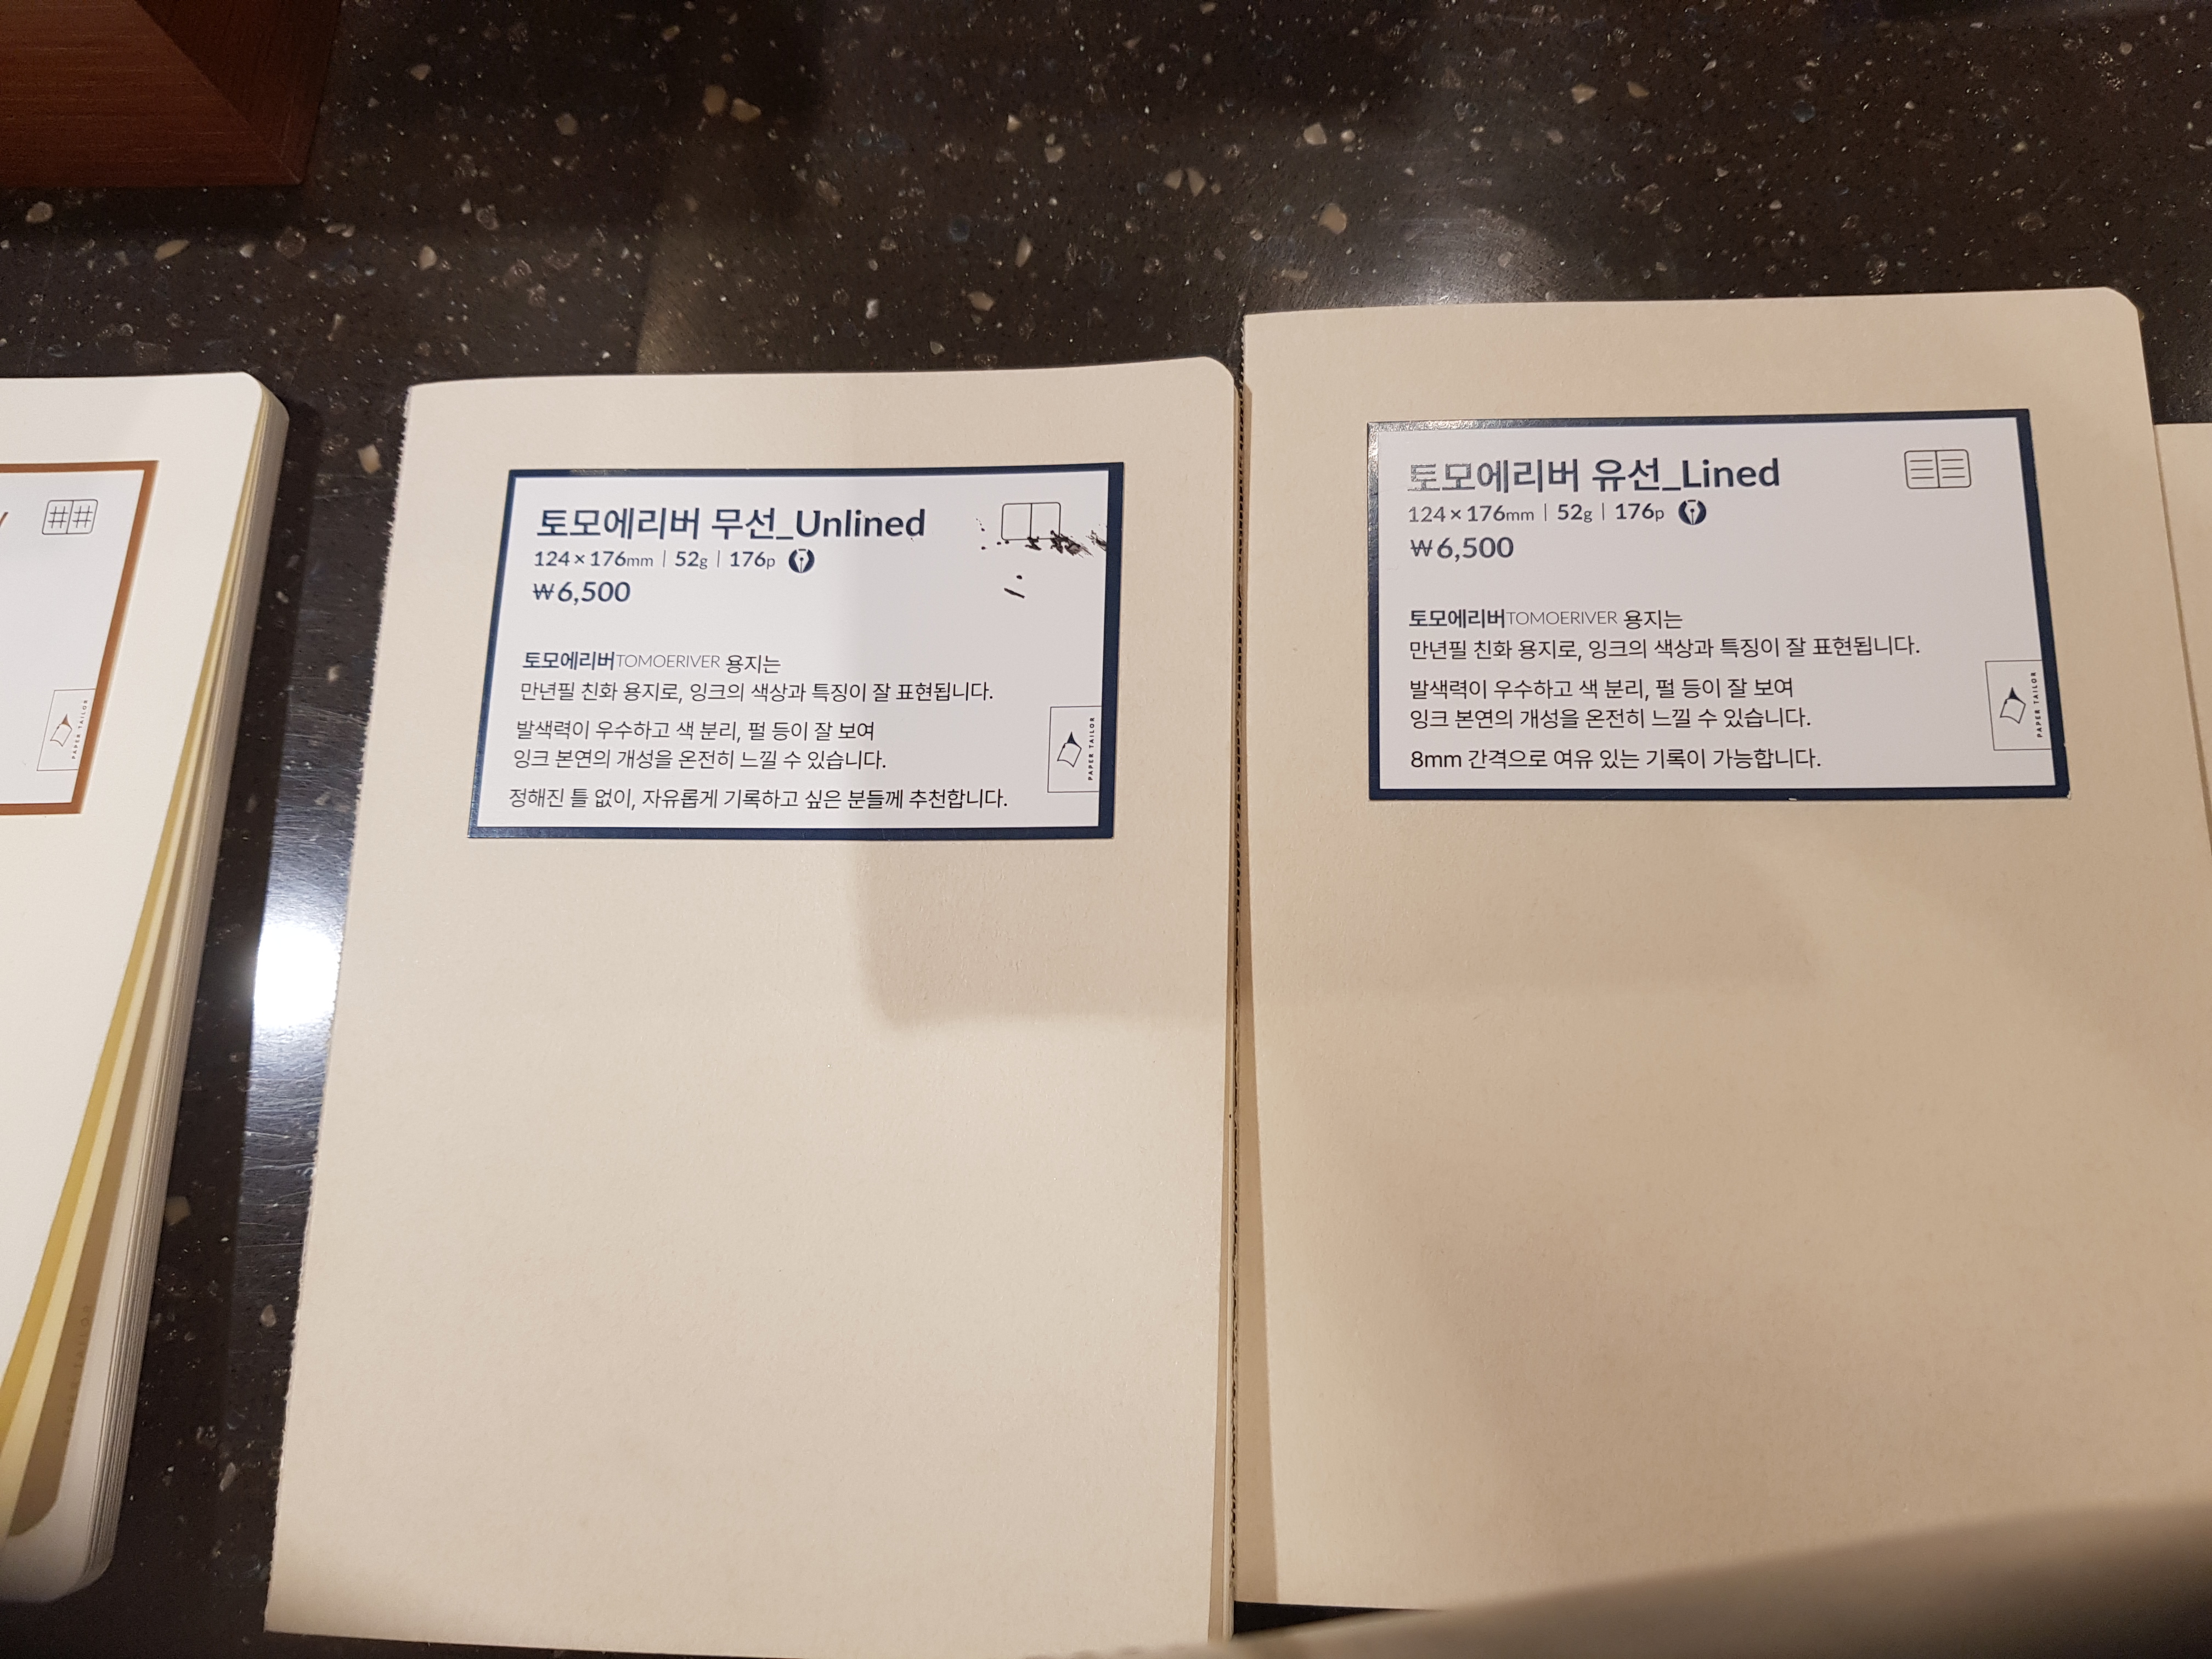 토모에리버 무선_Unlined
124×176mm | 52g | 176p
₩6,500
토모에리버TOMOERIVER 용지는
만년필 친화 용지로, 잉크의 색상과 특징이 잘 표현됩니다.
발색력이 우수하고 색 분리, 펄 등이 잘 보여
잉크 본연의 개성을 온전히 느낄 수 있습니다.
정해진 틀 없이, 자유롭게 기록하고 싶은 분들께 추천합니다.
PAPER TAILOR
토모에리버 유선_Lined
124×176mm | 52g | 176p
₩6,500
토모에리버TOMOERIVER 용지는
만년필 친화 용지로, 잉크의 색상과 특징이 잘 표현됩니다.
발색력이 우수하고 색 분리, 펄 등이 잘 보여
잉크 본연의 개성을 온전히 느낄 수 있습니다.
8mm 간격으로 여유 있는 기록이 가능합니다.
PAPER TAILOR
PAPER TAILOR